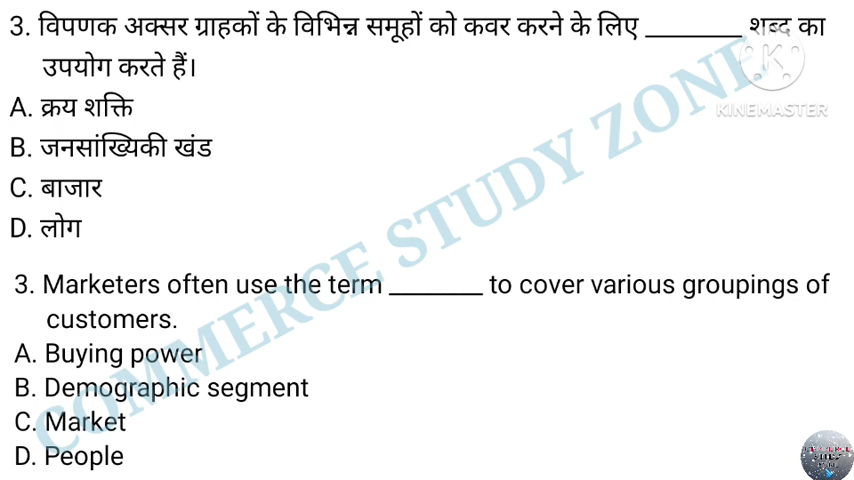 3. विपणक अक्सर ग्राहकों के विभिन्न समूहों को कवर करने के लिए ________ शब्द का
उपयोग करते हैं।
KINEMASTER
A. क्रय शक्ति
B. जनसांख्यिकी खंड
C. बाजार
D. लोग
COMMERCE STUDY ZONE
3. Marketers often use the term ________ to cover various groupings of
customers.
A. Buying power
B. Demographic segment
C. Market
D. People